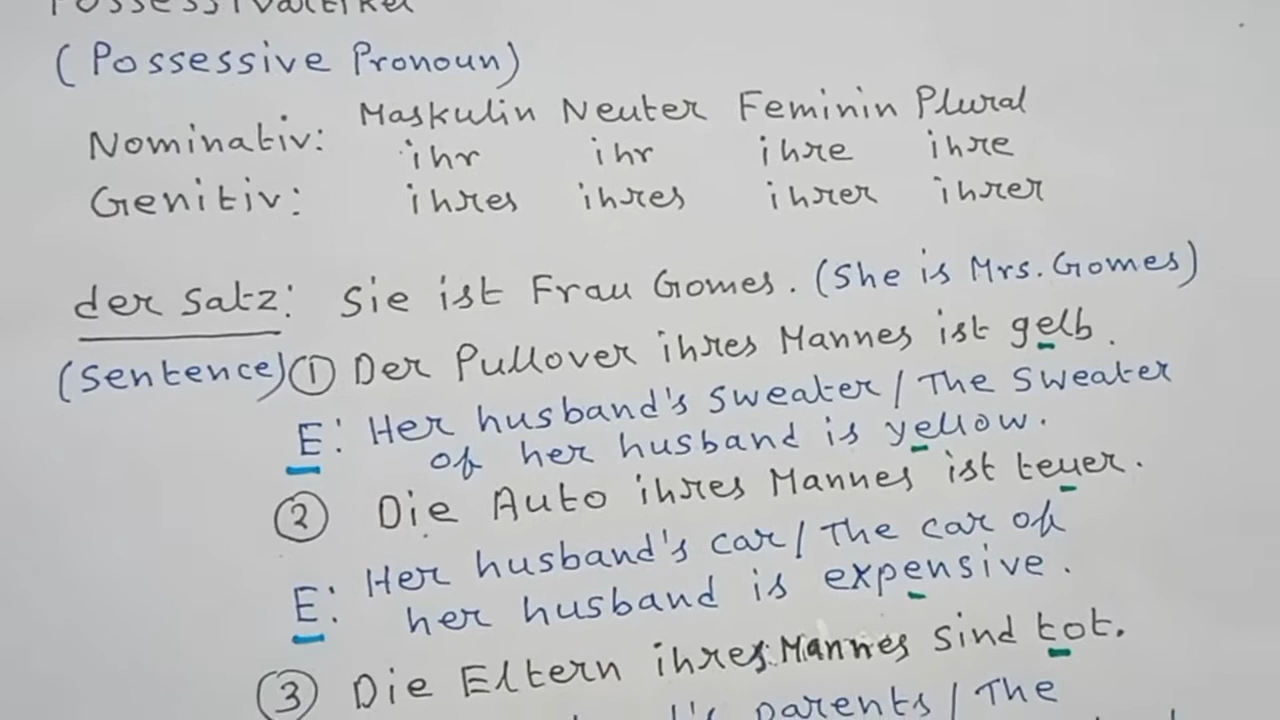 Possessivartikel
(Possessive Pronoun)
Maskulin Neuter Feminin Plural
Nominativ: ihr ihr ihre ihre
Genitiv: ihres ihres ihrer ihrer
der Satz: Sie ist Frau Gomes. (She is Mrs. Gomes)
(Sentence) ① Der Pullover ihres Mannes ist gelb.
E: Her husband's sweater / The sweater
of her husband is yellow.
② Die Auto ihres Mannes ist teuer.
E: Her husband's car / The car of
her husband is expensive.
③ Die Eltern ihres Mannes sind tot.
parents / The